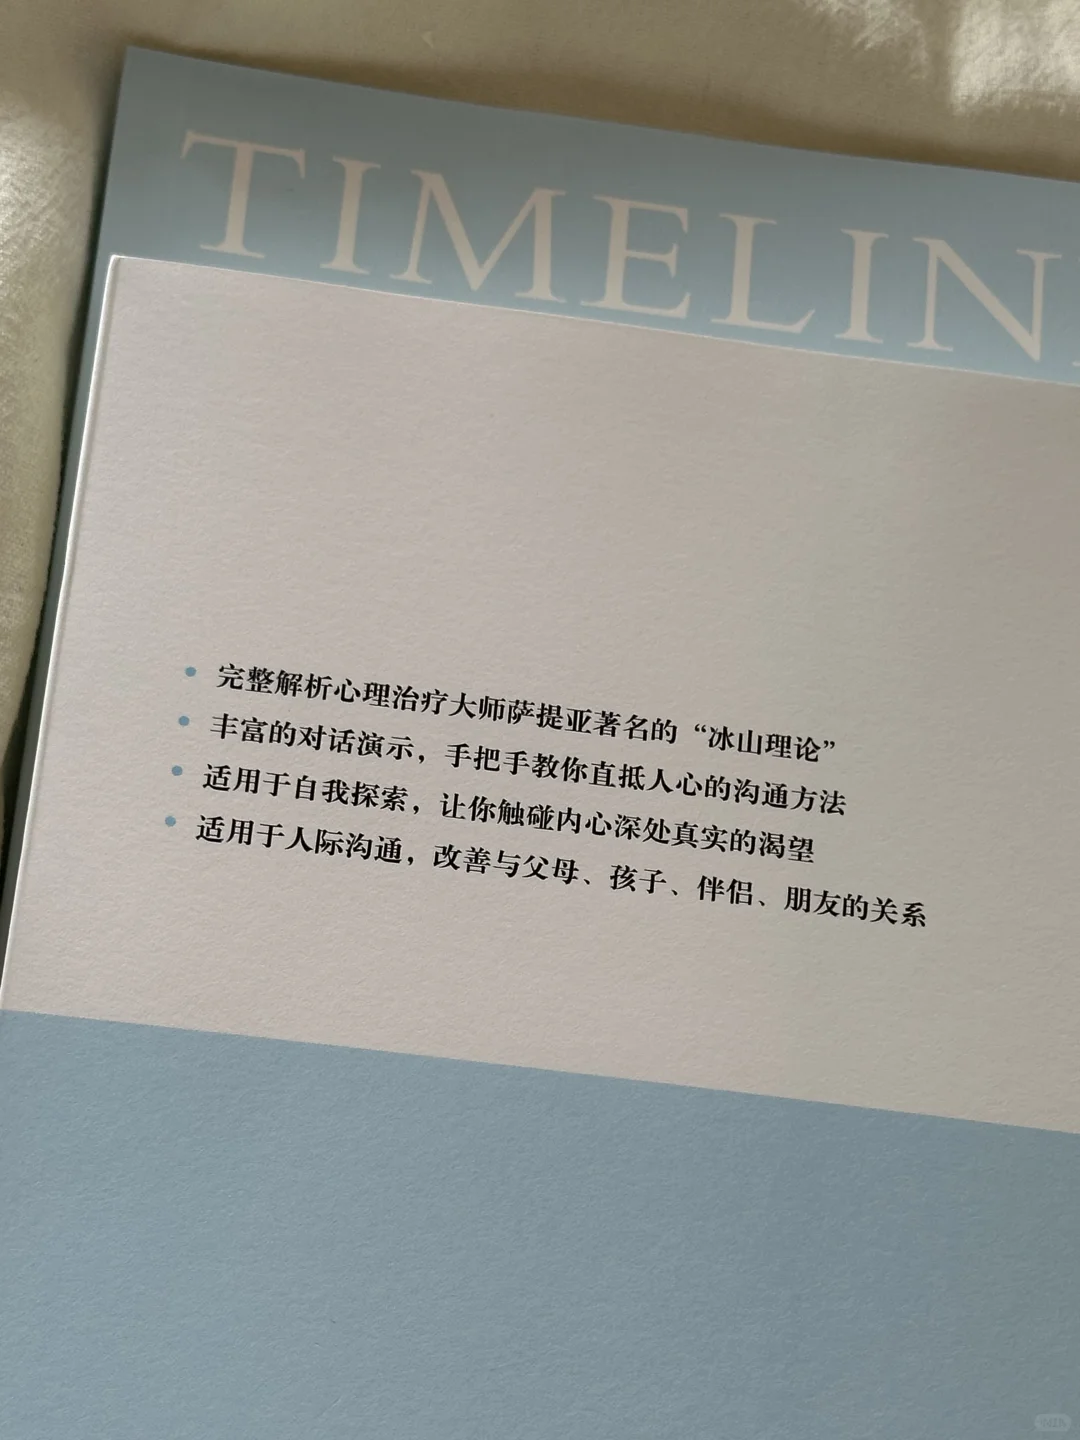 TIMELIN
完整解析心理治疗大师萨提亚著名的“冰山理论”
丰富的对话演示，手把手教你直抵人心的沟通方法
适用于自我探索，让你触碰内心深处真实的渴望
适用于人际沟通，改善与父母、孩子、伴侣、朋友的关系